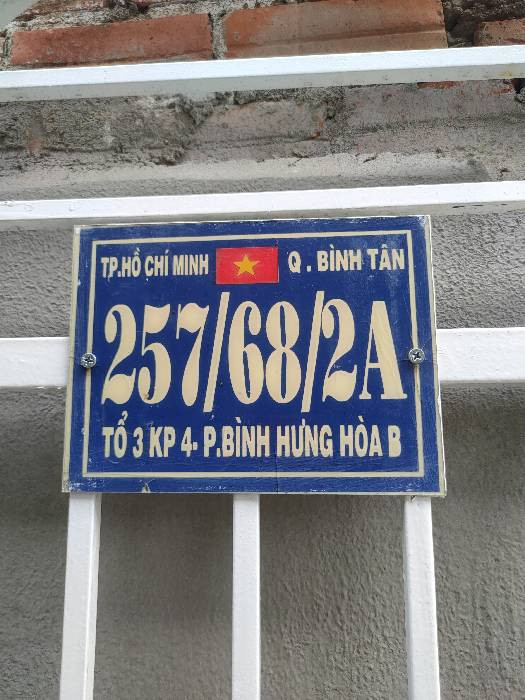 TP.HỒ CHÍ MINH Q. BÌNH TÂN
257/68/2A
TỔ 3 KP 4- P.BÌNH HƯNG HÒA B